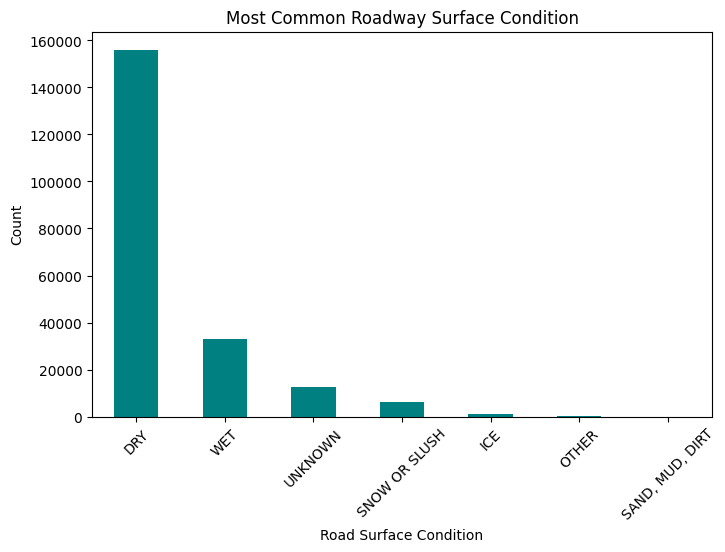 Most Common Roadway Surface Condition
160000
140000
120000
100000
80000
60000
40000
20000
0
Count
DRY
WET
UNKNOWN
SNOW OR SLUSH
ICE
OTHER
SAND, MUD, DIRT
Road Surface Condition